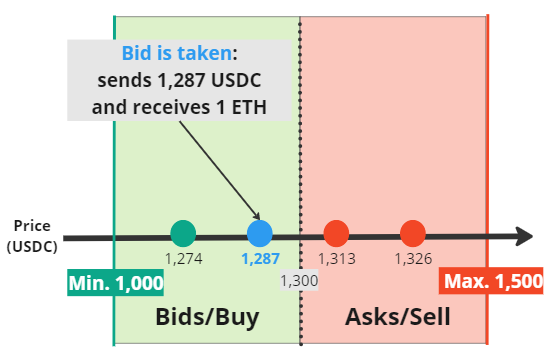 Bid is taken:
sends 1,287 USDC
and receives 1 ETH
Price
(USDC)
1,274
1,287
1,313
1,326
Min. 1,000
1,300
Max. 1,500
Bids/Buy
Asks/Sell